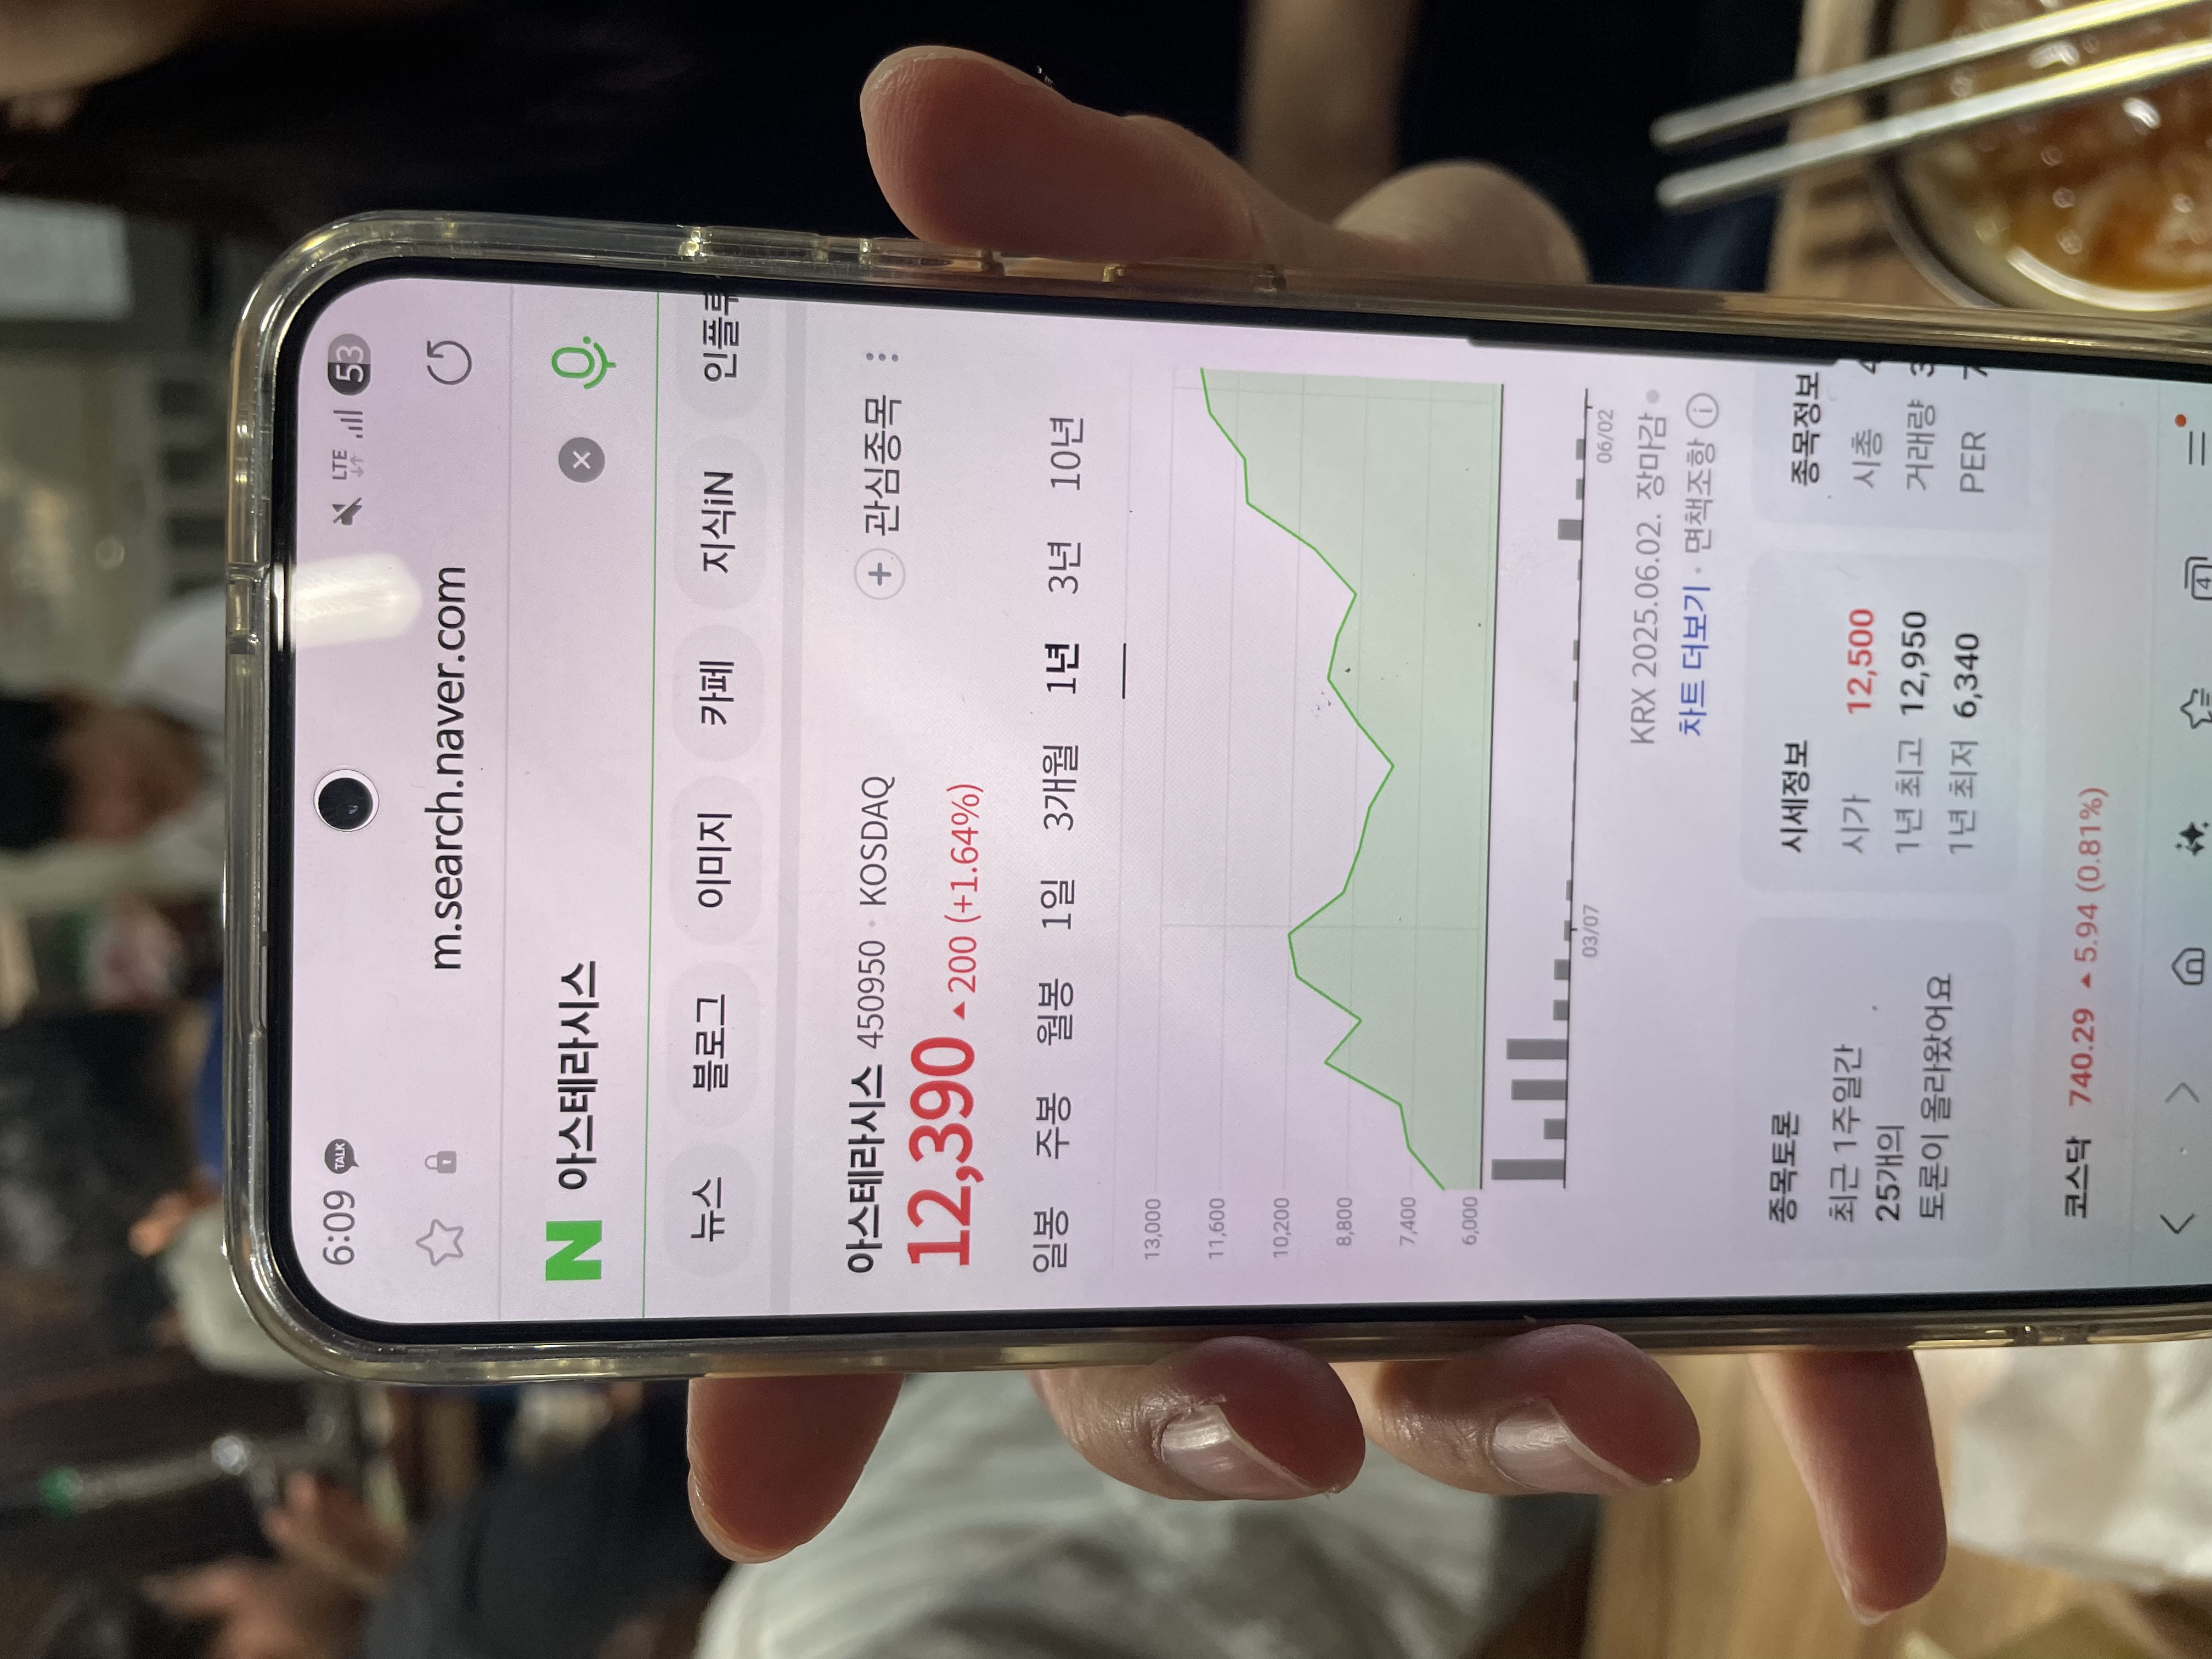 6:09 TALK LTE 53
m.search.naver.com
N 아스테라시스
뉴스 블로그 이미지 카페 지식iN 인플루
아스테라시스 450950 · KOSDAQ + 관심종목
12,390 ▲200 (+1.64%)
일봉 주봉 월봉 1일 3개월 1년 3년 10년
13,000
11,600
10,200
8,800
7,400
6,000
03/07 06/02
KRX 2025.06.02. 장마감
차트 더보기 · 면책조항
종목토론
최근 1주일간
25개의
토론이 올라왔어요
시세정보
시가 12,500
1년 최고 12,950
1년 최저 6,340
종목정보
시총
거래량 3
PER 7
코스닥 740.29 ▲ 5.94 (0.81%)
4